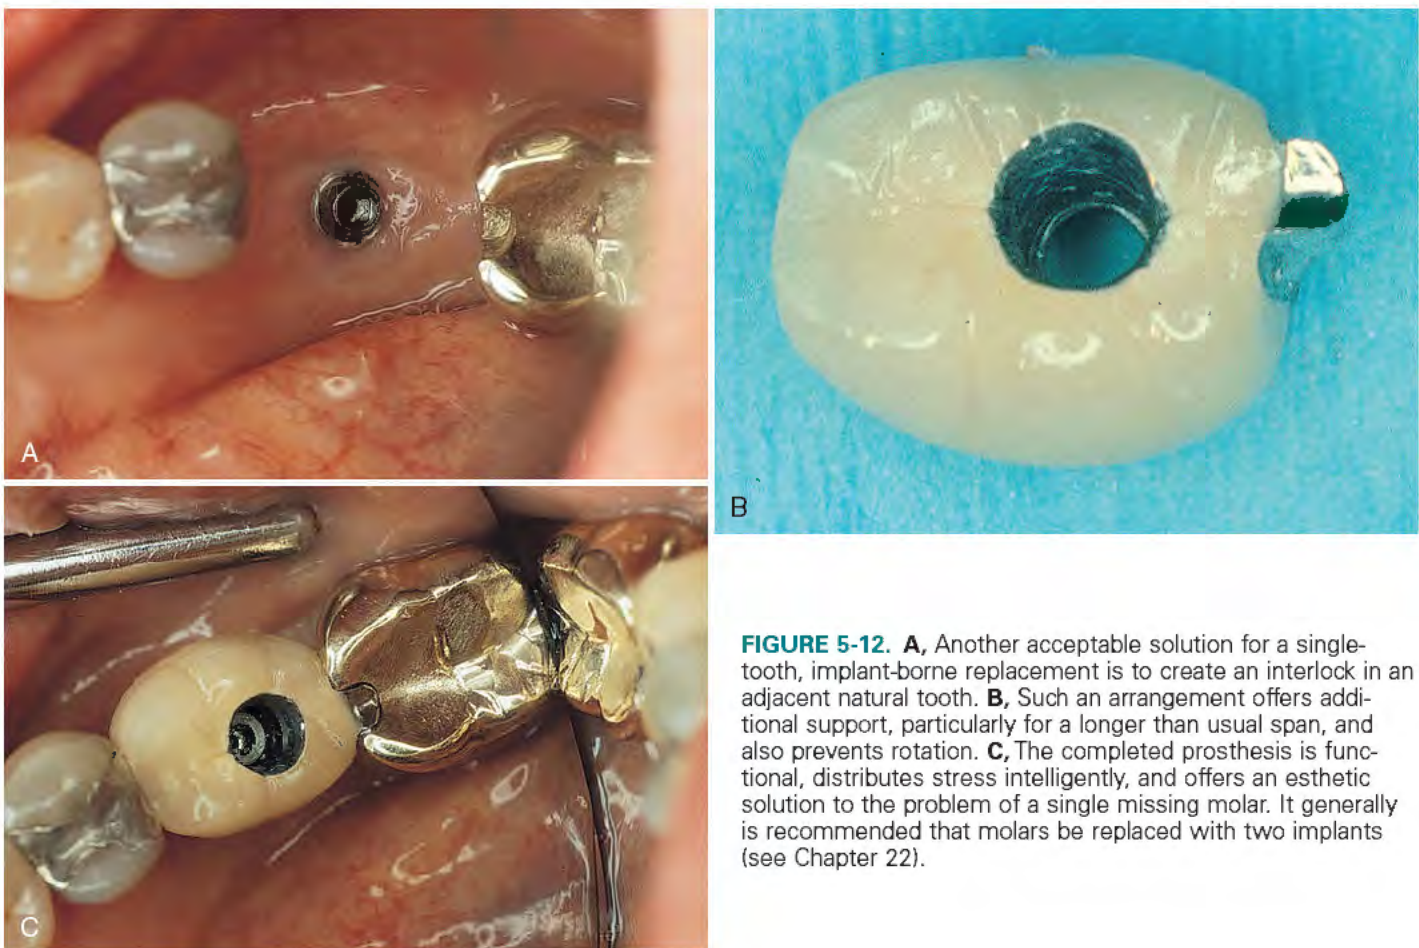 A
B
C
FIGURE 5-12. A, Another acceptable solution for a single-
tooth, implant-borne replacement is to create an interlock in an
adjacent natural tooth. B, Such an arrangement offers addi-
tional support, particularly for a longer than usual span, and
also prevents rotation. C, The completed prosthesis is func-
tional, distributes stress intelligently, and offers an esthetic
solution to the problem of a single missing molar. It generally
is recommended that molars be replaced with two implants
(see Chapter 22).